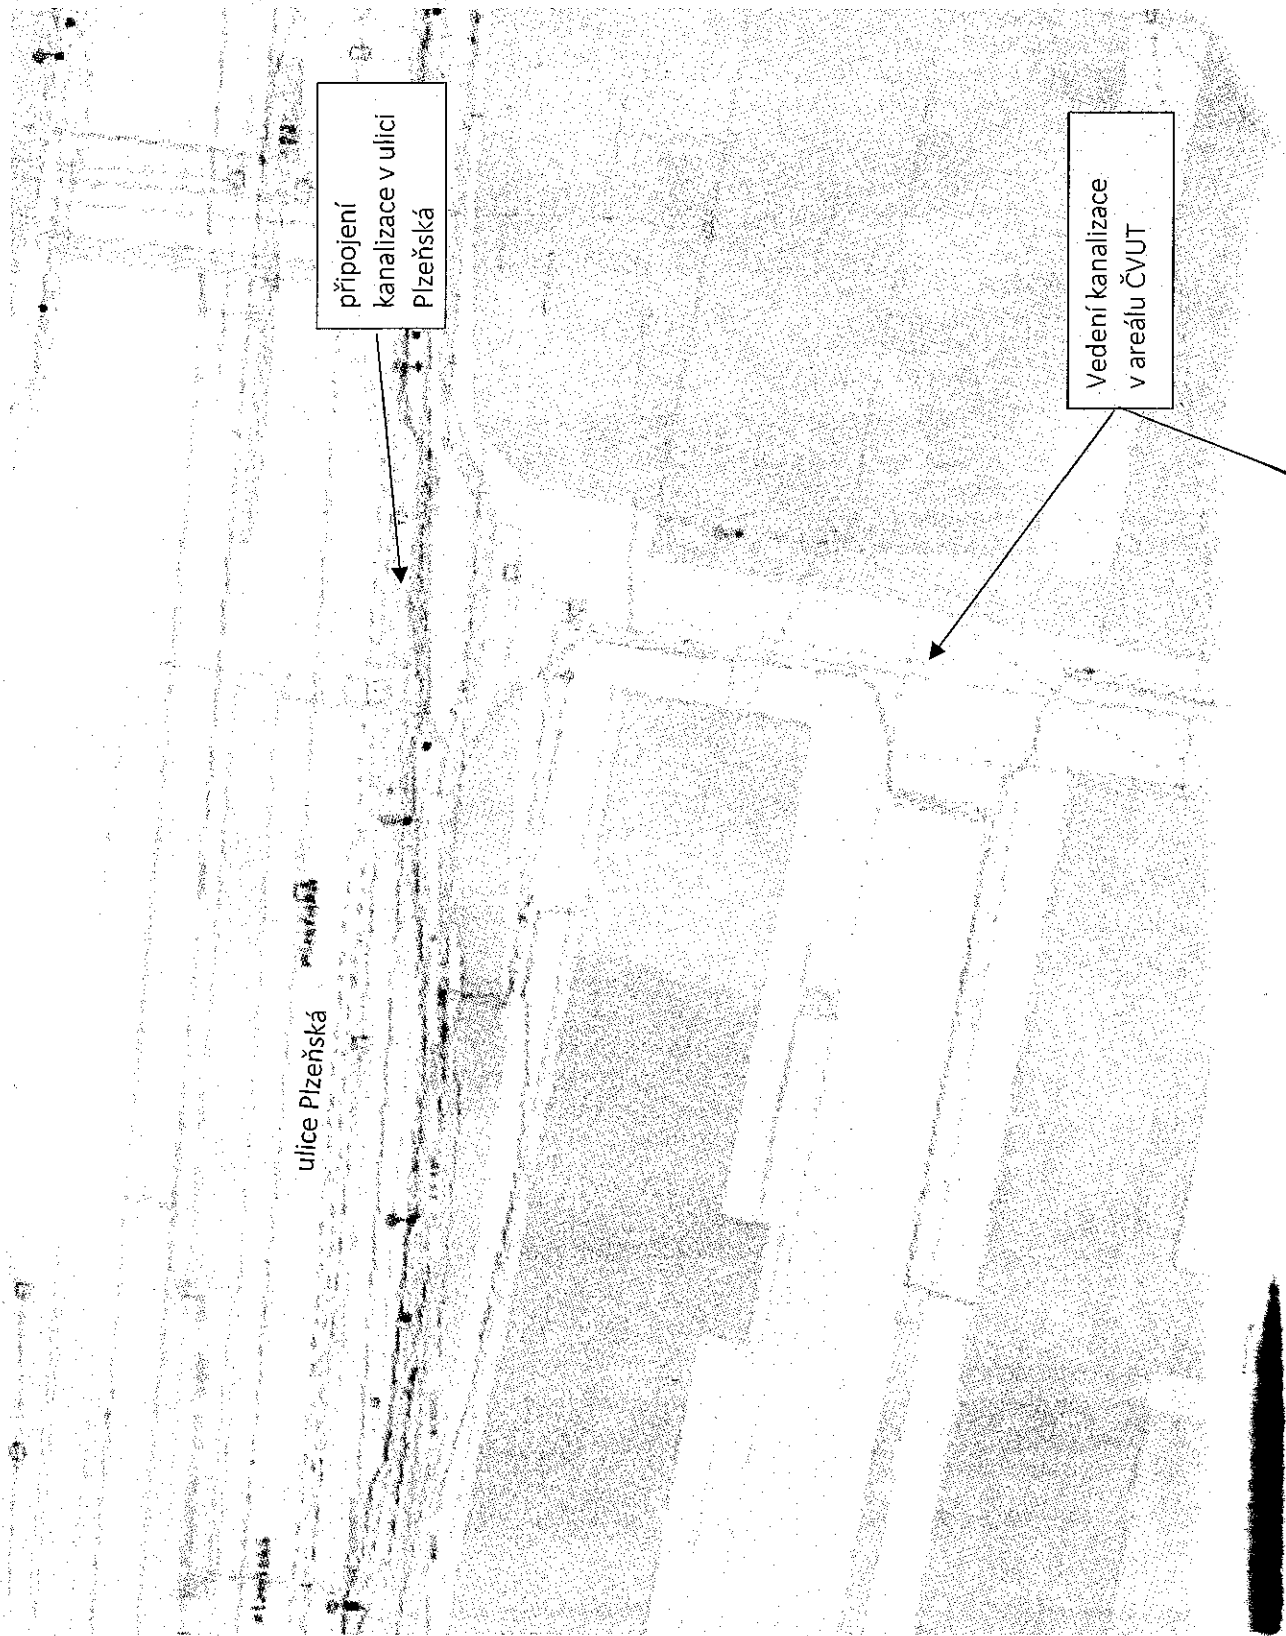 připojení
kanalizace v ulici
Plzeňská
Vedení kanalizace
v areálu ČVUT
ulice Plzeňská